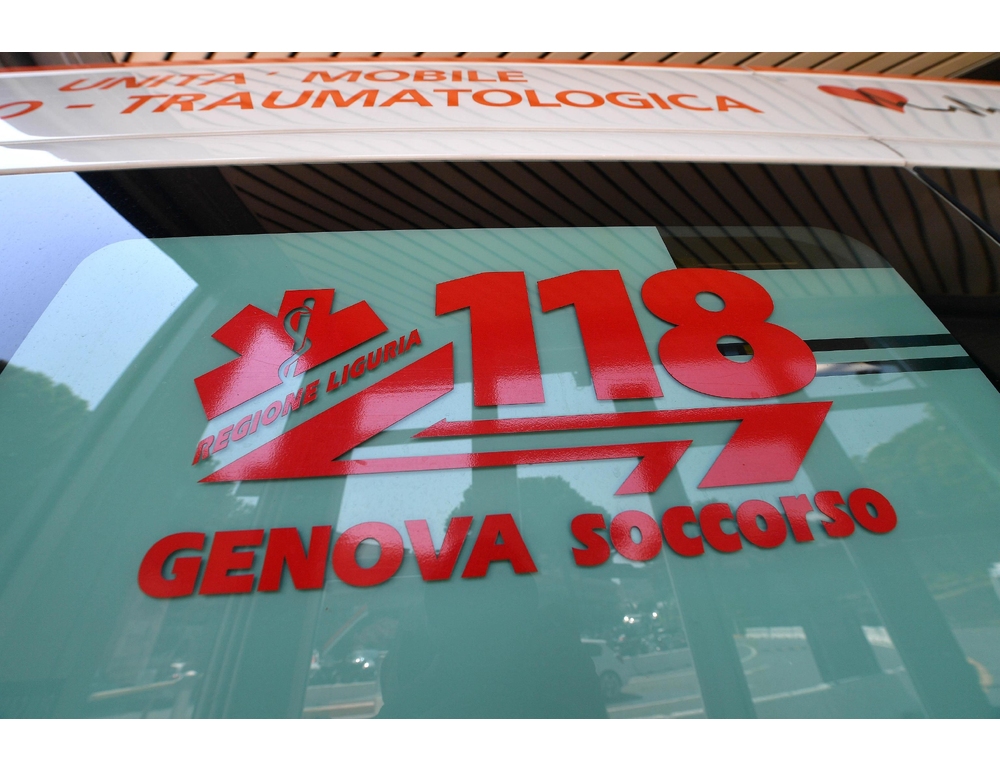 UNITA' MOBILE
O - TRAUMATOLOGICA
118
REGIONE LIGURIA
GENOVA soccorso